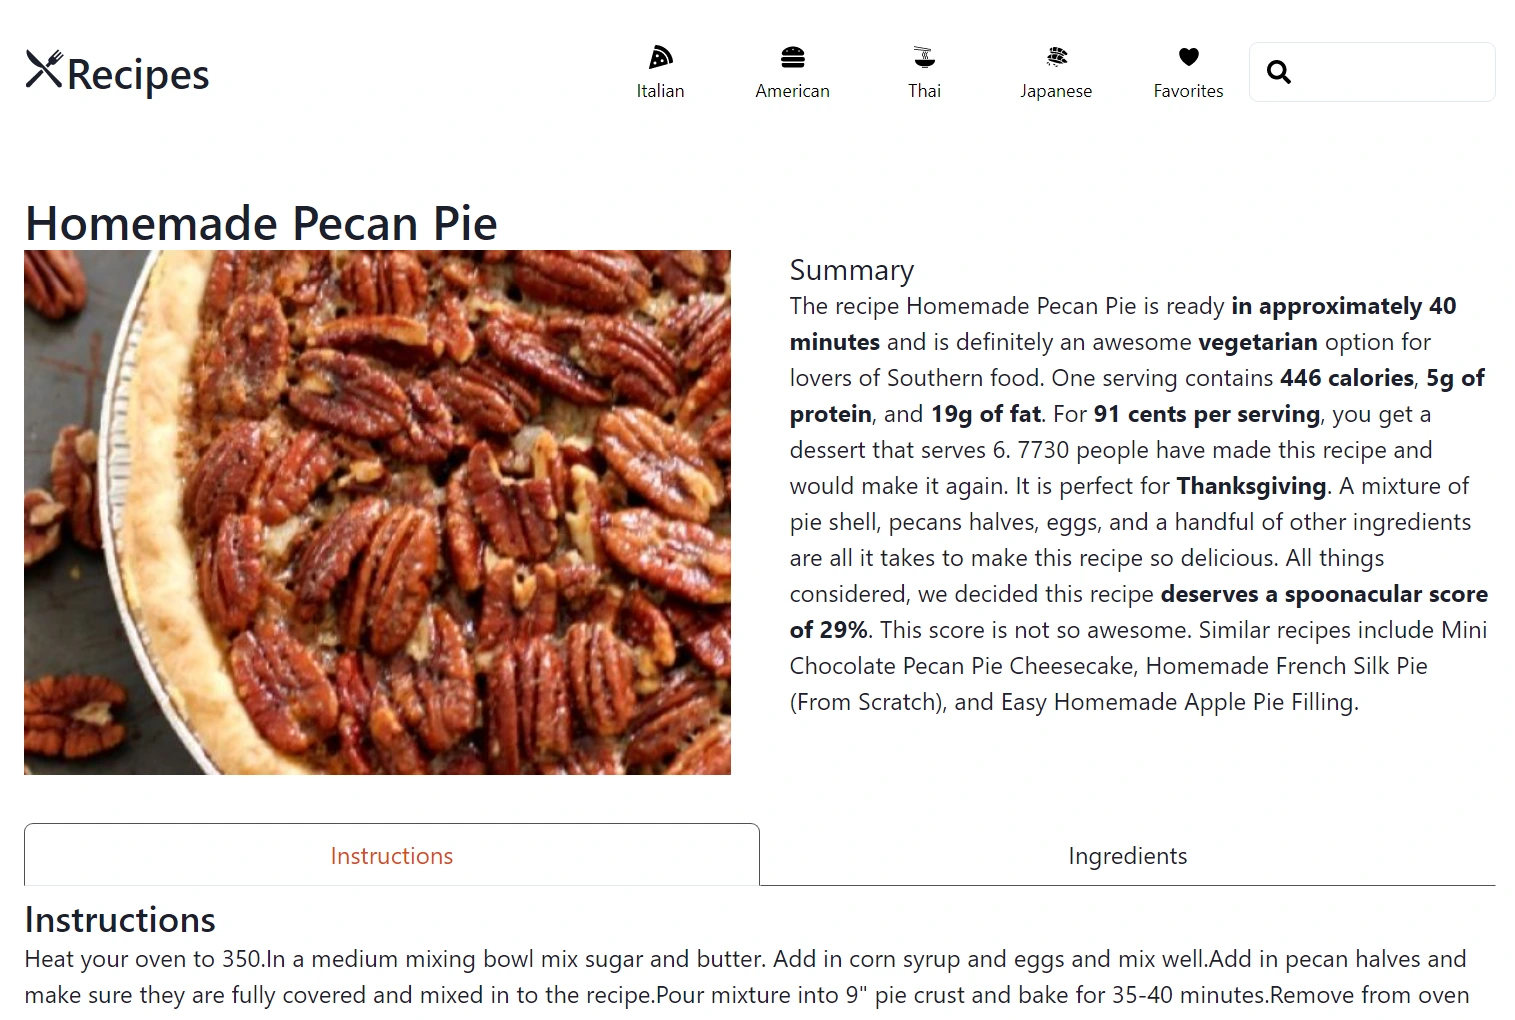 Recipes
Italian
American
Thai
Japanese
Favorites
Homemade Pecan Pie
Summary
The recipe Homemade Pecan Pie is ready in approximately 40
minutes and is definitely an awesome vegetarian option for
lovers of Southern food. One serving contains 446 calories, 5g of
protein, and 19g of fat. For 91 cents per serving, you get a
dessert that serves 6. 7730 people have made this recipe and
would make it again. It is perfect for Thanksgiving. A mixture of
pie shell, pecans halves, eggs, and a handful of other ingredients
are all it takes to make this recipe so delicious. All things
considered, we decided this recipe deserves a spoonacular score
of 29%. This score is not so awesome. Similar recipes include Mini
Chocolate Pecan Pie Cheesecake, Homemade French Silk Pie
(From Scratch), and Easy Homemade Apple Pie Filling.
Instructions
Ingredients
Instructions
Heat your oven to 350.In a medium mixing bowl mix sugar and butter. Add in corn syrup and eggs and mix well.Add in pecan halves and
make sure they are fully covered and mixed in to the recipe.Pour mixture into 9" pie crust and bake for 35-40 minutes.Remove from oven